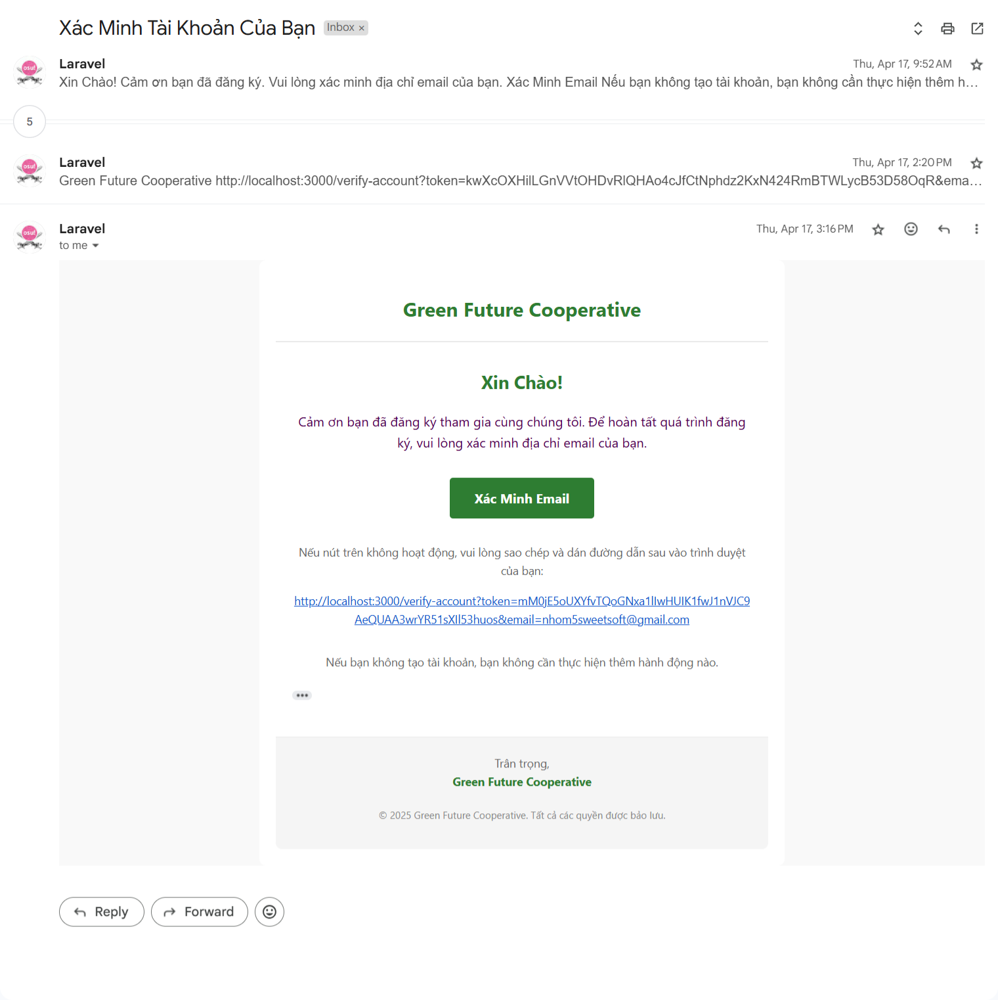 Xác Minh Tài Khoản Của Bạn Inbox ×
Laravel Thu, Apr 17, 9:52 AM
Xin Chào! Cảm ơn bạn đã đăng ký. Vui lòng xác minh địa chỉ email của bạn. Xác Minh Email Nếu bạn không tạo tài khoản, bạn không cần thực hiện thêm h...
5
Laravel Thu, Apr 17, 2:20 PM
Green Future Cooperative http://localhost:3000/verify-account?token=kwXcOXHilLGnVVtOHDvRlQHAo4cJfCtNphdz2KxN424RmBTWLycB53D58OqR&ema...
Laravel Thu, Apr 17, 3:16 PM
to me
Green Future Cooperative
Xin Chào!
Cảm ơn bạn đã đăng ký tham gia cùng chúng tôi. Để hoàn tất quá trình đăng
ký, vui lòng xác minh địa chỉ email của bạn.
Xác Minh Email
Nếu nút trên không hoạt động, vui lòng sao chép và dán đường dẫn sau vào trình duyệt
của bạn:
http://localhost:3000/verify-account?token=mM0jE5oUXYfvTQoGNxa1lIwHUIK1fwJ1nVJC9
AeQUAA3wrYR51sXIl53huos&email=nhom5sweetsoft@gmail.com
Nếu bạn không tạo tài khoản, bạn không cần thực hiện thêm hành động nào.
Trân trọng,
Green Future Cooperative
© 2025 Green Future Cooperative. Tất cả các quyền được bảo lưu.
Reply Forward